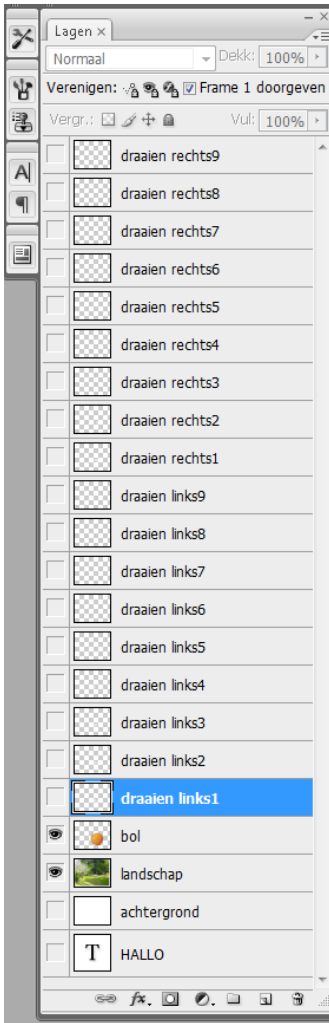 Lagen ×
Normaal Dekk: 100%
Verenigen: Frame 1 doorgeven
Vergr.: Vul: 100%
draaien rechts9
draaien rechts8
draaien rechts7
draaien rechts6
draaien rechts5
draaien rechts4
draaien rechts3
draaien rechts2
draaien rechts1
draaien links9
draaien links8
draaien links7
draaien links6
draaien links5
draaien links4
draaien links3
draaien links2
draaien links1
bol
landschap
achtergrond
T HALLO
fx.